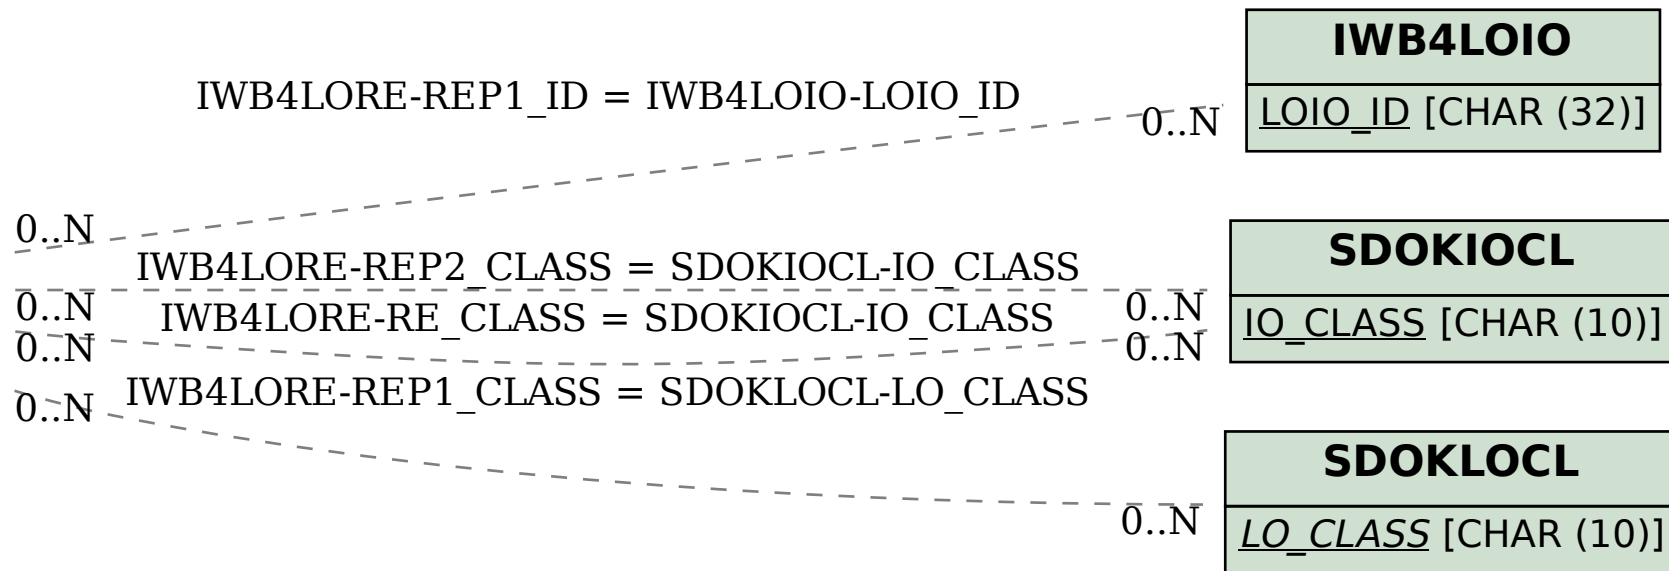 IWB4LOIO
LOIO_ID [CHAR (32)]
IWB4LORE-REP1_ID = IWB4LOIO-LOIO_ID
0..N
0..N
SDOKIOCL
IO_CLASS [CHAR (10)]
IWB4LORE-REP2_CLASS = SDOKIOCL-IO_CLASS
0..N
0..N
IWB4LORE-RE_CLASS = SDOKIOCL-IO_CLASS
0..N
0..N
IWB4LORE-REP1_CLASS = SDOKLOCL-LO_CLASS
0..N
0..N
SDOKLOCL
LO_CLASS [CHAR (10)]